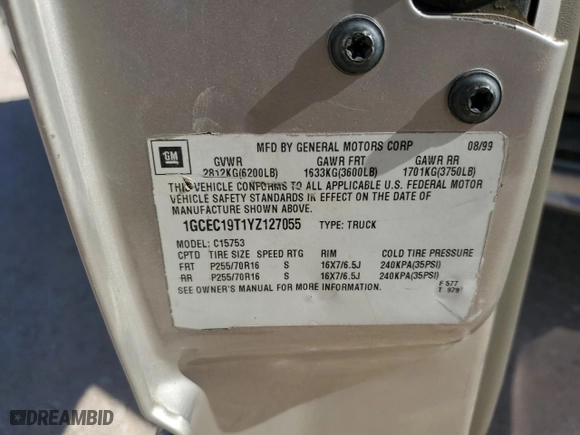 GM
MFD BY GENERAL MOTORS CORP 08/99
GVWR GAWR FRT GAWR RR
2812KG(6200LB) 1633KG(3600LB) 1701KG(3750LB)
THIS VEHICLE CONFORMS TO ALL APPLICABLE U.S. FEDERAL MOTOR
VEHICLE SAFETY STANDARDS IN EFFECT ON THE DATE OF
MANUFACTURE SHOWN ABOVE.
1GCEC19T1YZ127055 TYPE: TRUCK
MODEL: C15753
CPTD TIRE SIZE SPEED RTG RIM COLD TIRE PRESSURE
FRT P255/70R16 S 16X7/6.5J 240KPA(35PSI)
RR P255/70R16 S 16X7/6.5J 240KPA(35PSI)
SEE OWNER'S MANUAL FOR MORE INFORMATION.
F 577
T 979
DREAMBID